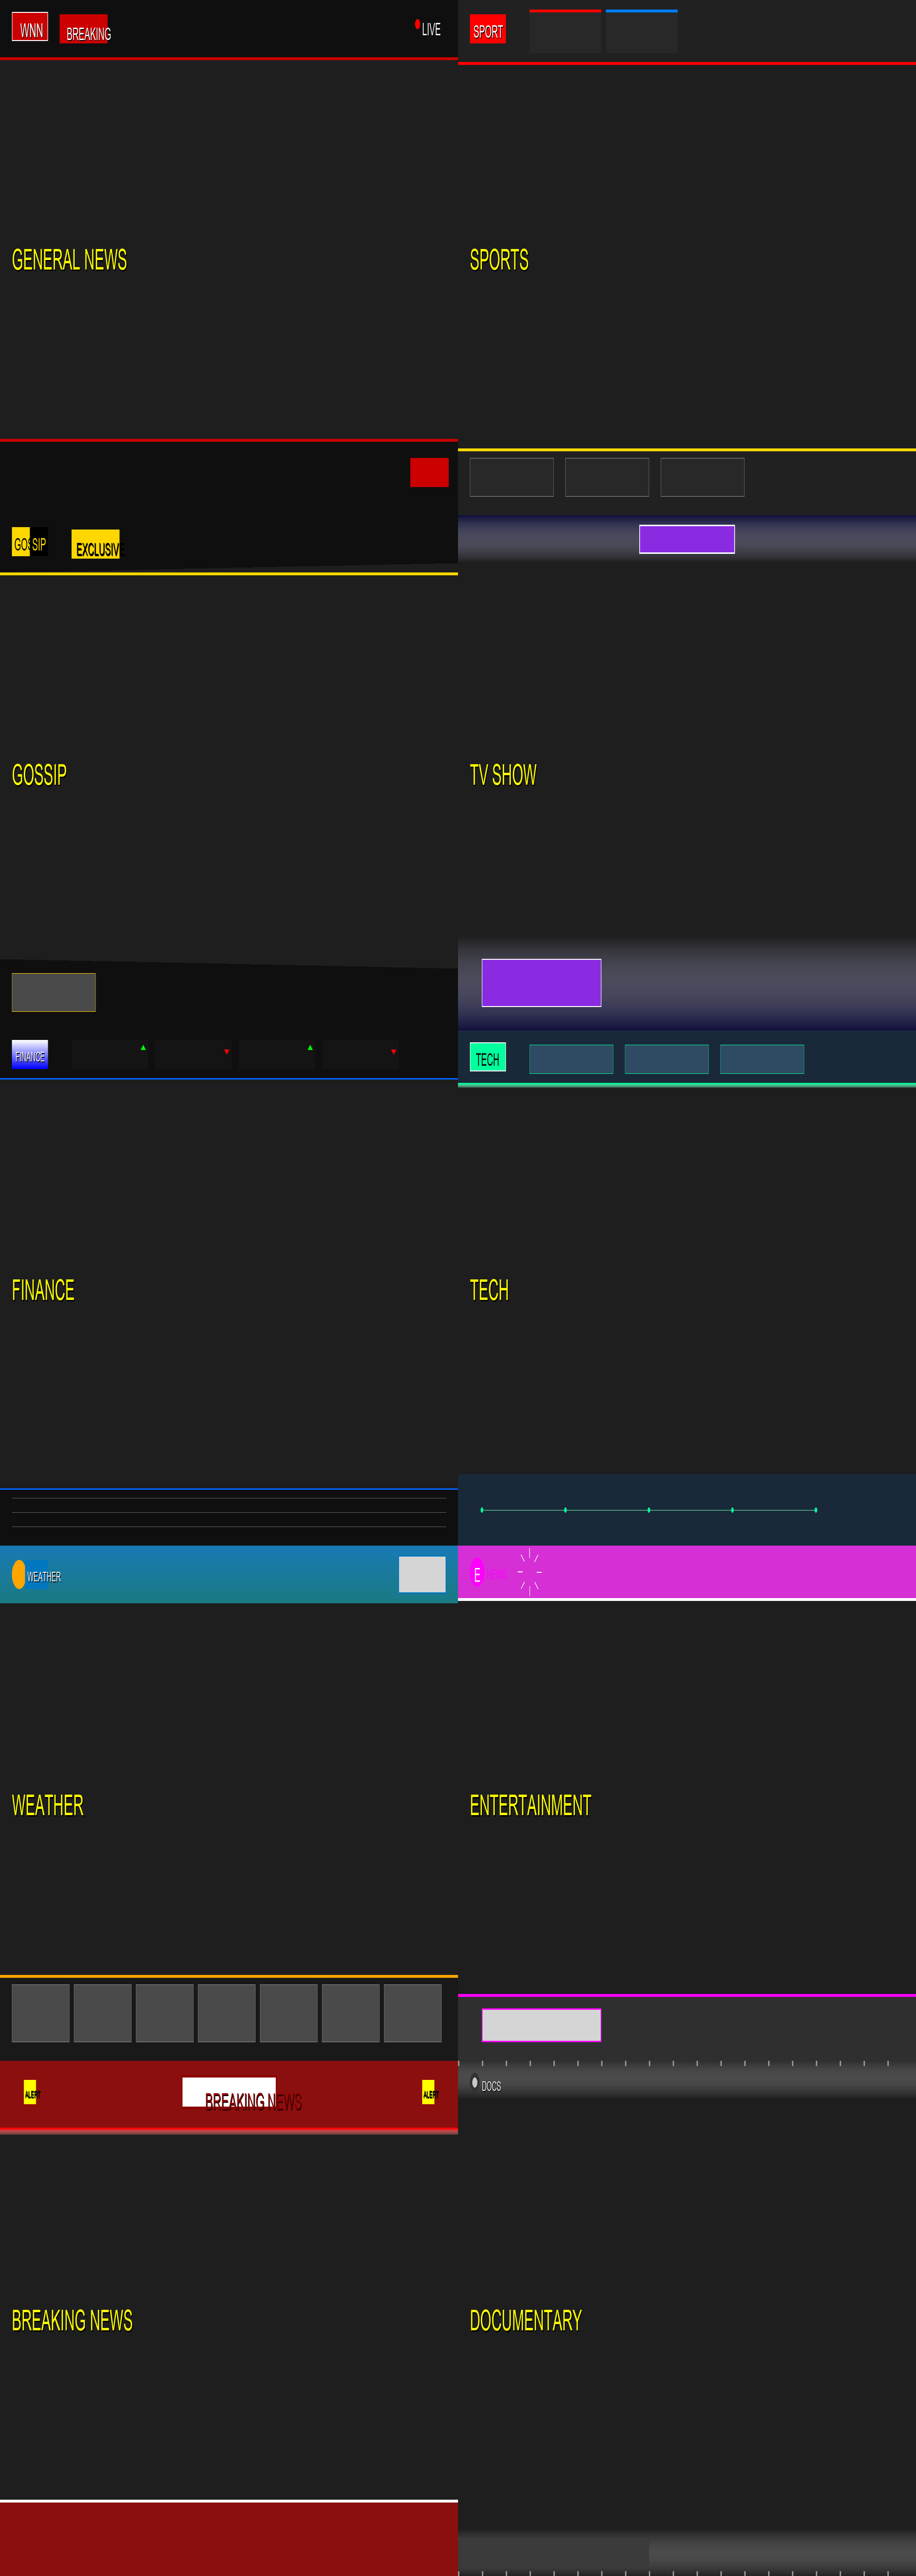 WNN
BREAKING
LIVE
SPORT
GENERAL NEWS
SPORTS
GOSSIP
EXCLUSIVE
GOSSIP
TV SHOW
FINANCE
▲ ▼ ▲ ▼
TECH
FINANCE
TECH
WEATHER
E
WEATHER
ENTERTAINMENT
ALERT
BREAKING NEWS
ALERT
DOCS
BREAKING NEWS
DOCUMENTARY